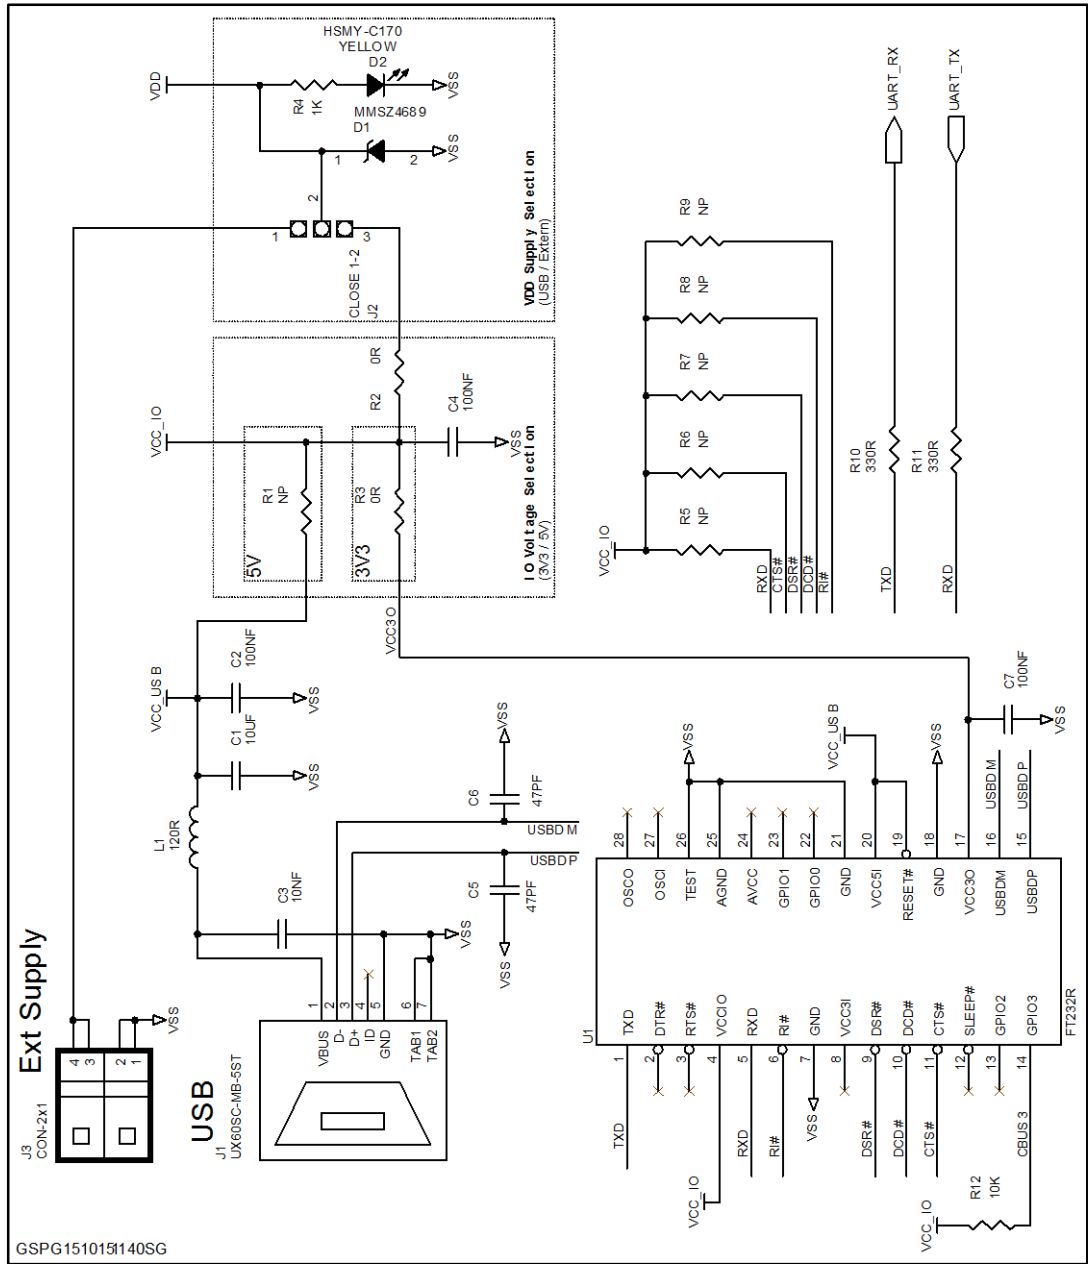 HSMY-C170
YELLOW
D2
VDD
R4
1K
VSS
MMSZ4689
D1
1
2
VSS
2
1
3
CLOSE 1-2
J2
VDD Supply Selection
(USB / Extern)
UART_RX
UART_TX
R9
NP
R8
NP
R7
NP
R6
NP
R5
NP
VCC_IO
RXD
CTS#
DSR#
DCD#
RI#
R10
330R
R11
330R
TXD
RXD
0R
R2
C4
100NF
VSS
VCC_IO
R1
NP
5V
R3
0R
3V3
IO Voltage Selection
(3V3 / 5V)
VCC3O
VCC_USB
C2
100NF
VSS
C1
10UF
VSS
L1
120R
C3
10NF
VSS
C6
47PF
VSS
USBDM
USBDP
C5
47PF
VSS
VCC_USB
VSS
VSS
C7
100NF
VSS
USBDM
USBDP
28
27
26
25
24
23
22
21
20
19
18
17
16
15
OSCO
OSCI
TEST
AGND
AVCC
GPIO1
GPIO0
GND
VCC5I
RESET#
GND
VCC3O
USBDM
USBDP
U1
FT232R
TXD
DTR#
RTS#
VCCIO
RXD
RI#
GND
VCC3I
DSR#
DCD#
CTS#
SLEEP#
GPIO2
GPIO3
1
2
3
4
5
6
7
8
9
10
11
12
13
14
TXD
VCC_IO
RXD
RI#
VSS
DSR#
DCD#
CTS#
VCC_IO
R12
10K
CBUS3
Ext Supply
4
3
2
1
VSS
J3
CON-2x1
USB
J1
UX60SC-MB-5ST
VBUS
D-
D+
ID
GND
TAB1
TAB2
1
2
3
4
5
6
7
GSPG1510151140SG